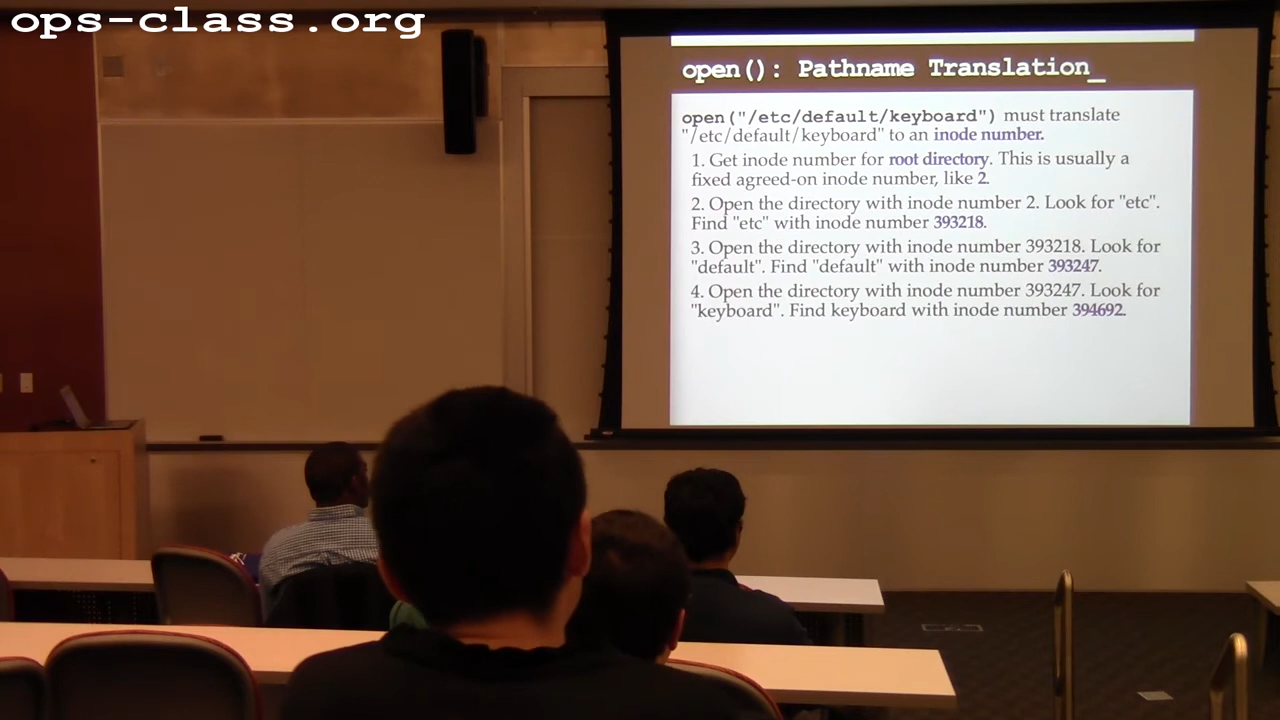 ops-class.org
open(): Pathname Translation_
open("/etc/default/keyboard") must translate
"/etc/default/keyboard" to an inode number.
1. Get inode number for root directory. This is usually a
fixed agreed-on inode number, like 2.
2. Open the directory with inode number 2. Look for "etc".
Find "etc" with inode number 393218.
3. Open the directory with inode number 393218. Look for
"default". Find "default" with inode number 393247.
4. Open the directory with inode number 393247. Look for
"keyboard". Find keyboard with inode number 394692.